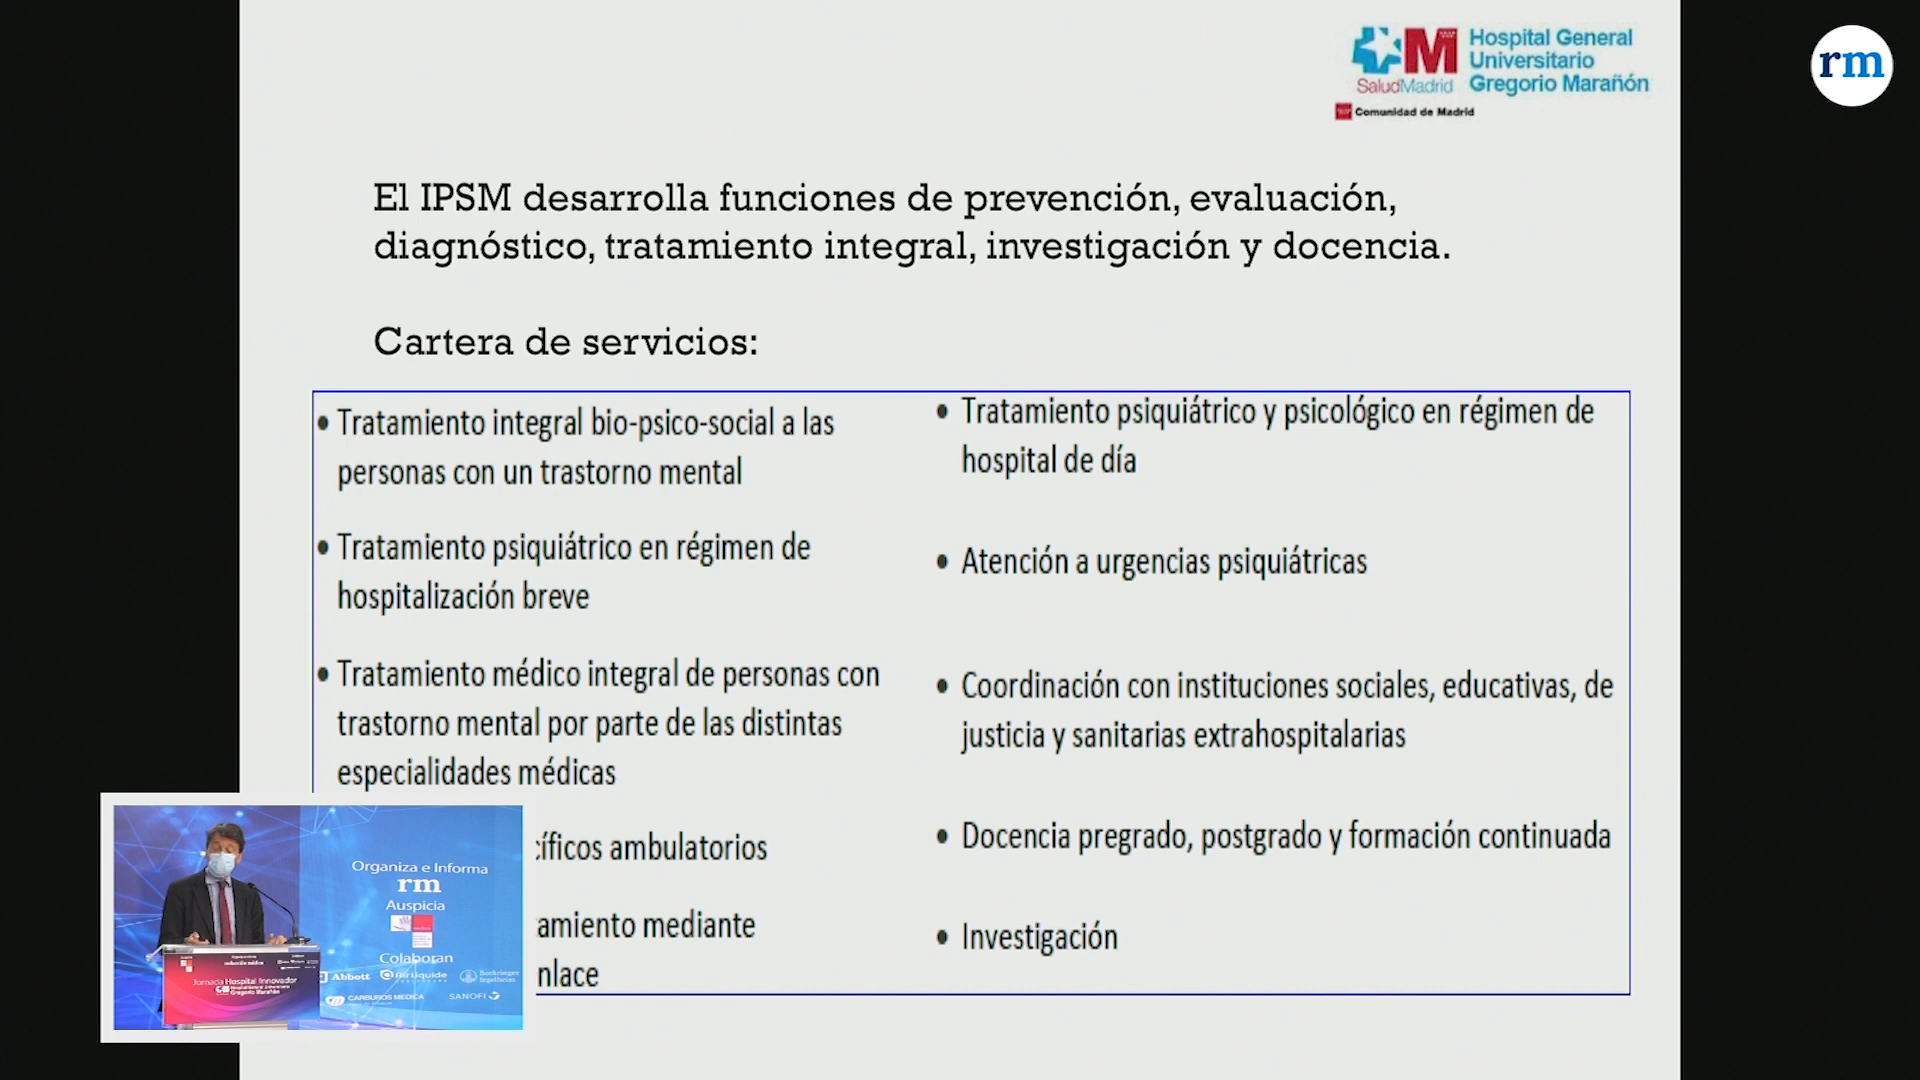 Hospital General
Universitario
Gregorio Marañón
SaludMadrid
Comunidad de Madrid
rm
El IPSM desarrolla funciones de prevención, evaluación,
diagnóstico, tratamiento integral, investigación y docencia.
Cartera de servicios:
• Tratamiento integral bio-psico-social a las
personas con un trastorno mental
• Tratamiento psiquiátrico en régimen de
hospitalización breve
• Tratamiento médico integral de personas con
trastorno mental por parte de las distintas
especialidades médicas
cíficos ambulatorios
amiento mediante
nlace
• Tratamiento psiquiátrico y psicológico en régimen de
hospital de día
• Atención a urgencias psiquiátricas
• Coordinación con instituciones sociales, educativas, de
justicia y sanitarias extrahospitalarias
• Docencia pregrado, postgrado y formación continuada
• Investigación
Organiza e Informa
rm
Auspicia
Colaboran
Abbott
Air Liquide
Boehringer
Ingelheim
CARBUROS MEDICA
SANOFI
Jornada Hospital Innovador
Gregorio Marañón